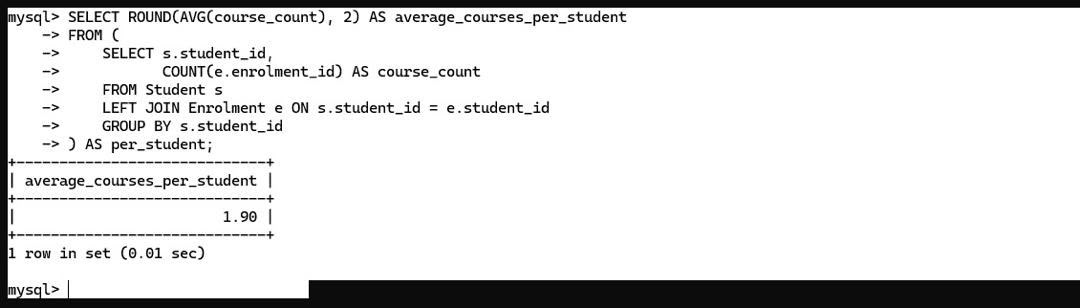 mysql> SELECT ROUND(AVG(course_count), 2) AS average_courses_per_student
    -> FROM (
    ->     SELECT s.student_id,
    ->            COUNT(e.enrolment_id) AS course_count
    ->     FROM Student s
    ->     LEFT JOIN Enrolment e ON s.student_id = e.student_id
    ->     GROUP BY s.student_id
    -> ) AS per_student;
+-----------------------------+
| average_courses_per_student |
+-----------------------------+
|                        1.90 |
+-----------------------------+
1 row in set (0.01 sec)
mysql>